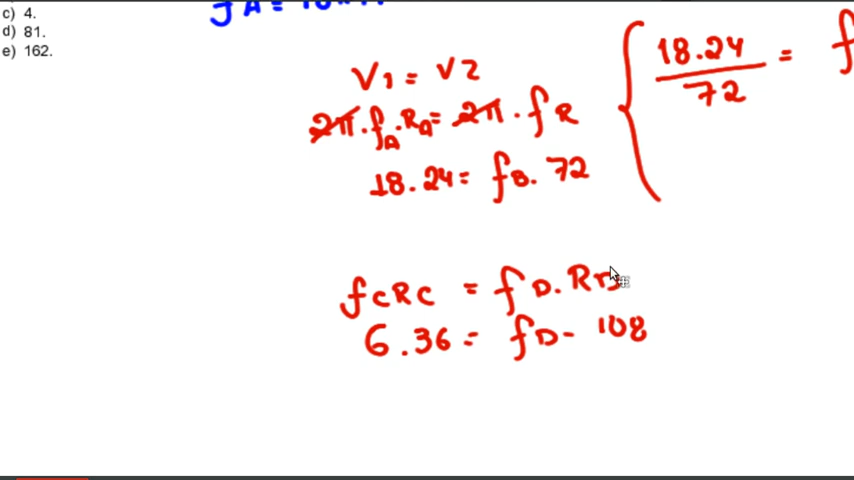 c) 4.
d) 81.
e) 162.
V1 = V2
2π.fA.RA = 2π.fR
18.24 = fB.72
18.24 / 72 = f
fCRC = fD.RD
6.36 = fD- 108